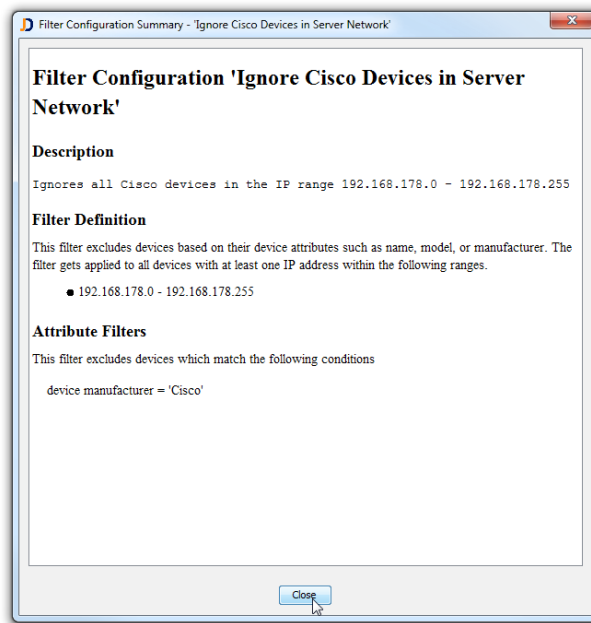 Filter Configuration Summary - 'Ignore Cisco Devices in Server Network'
Filter Configuration 'Ignore Cisco Devices in Server
Network'
Description
Ignores all Cisco devices in the IP range 192.168.178.0 - 192.168.178.255
Filter Definition
This filter excludes devices based on their device attributes such as name, model, or manufacturer. The
filter gets applied to all devices with at least one IP address within the following ranges.
● 192.168.178.0 - 192.168.178.255
Attribute Filters
This filter excludes devices which match the following conditions
device manufacturer = 'Cisco'
Close